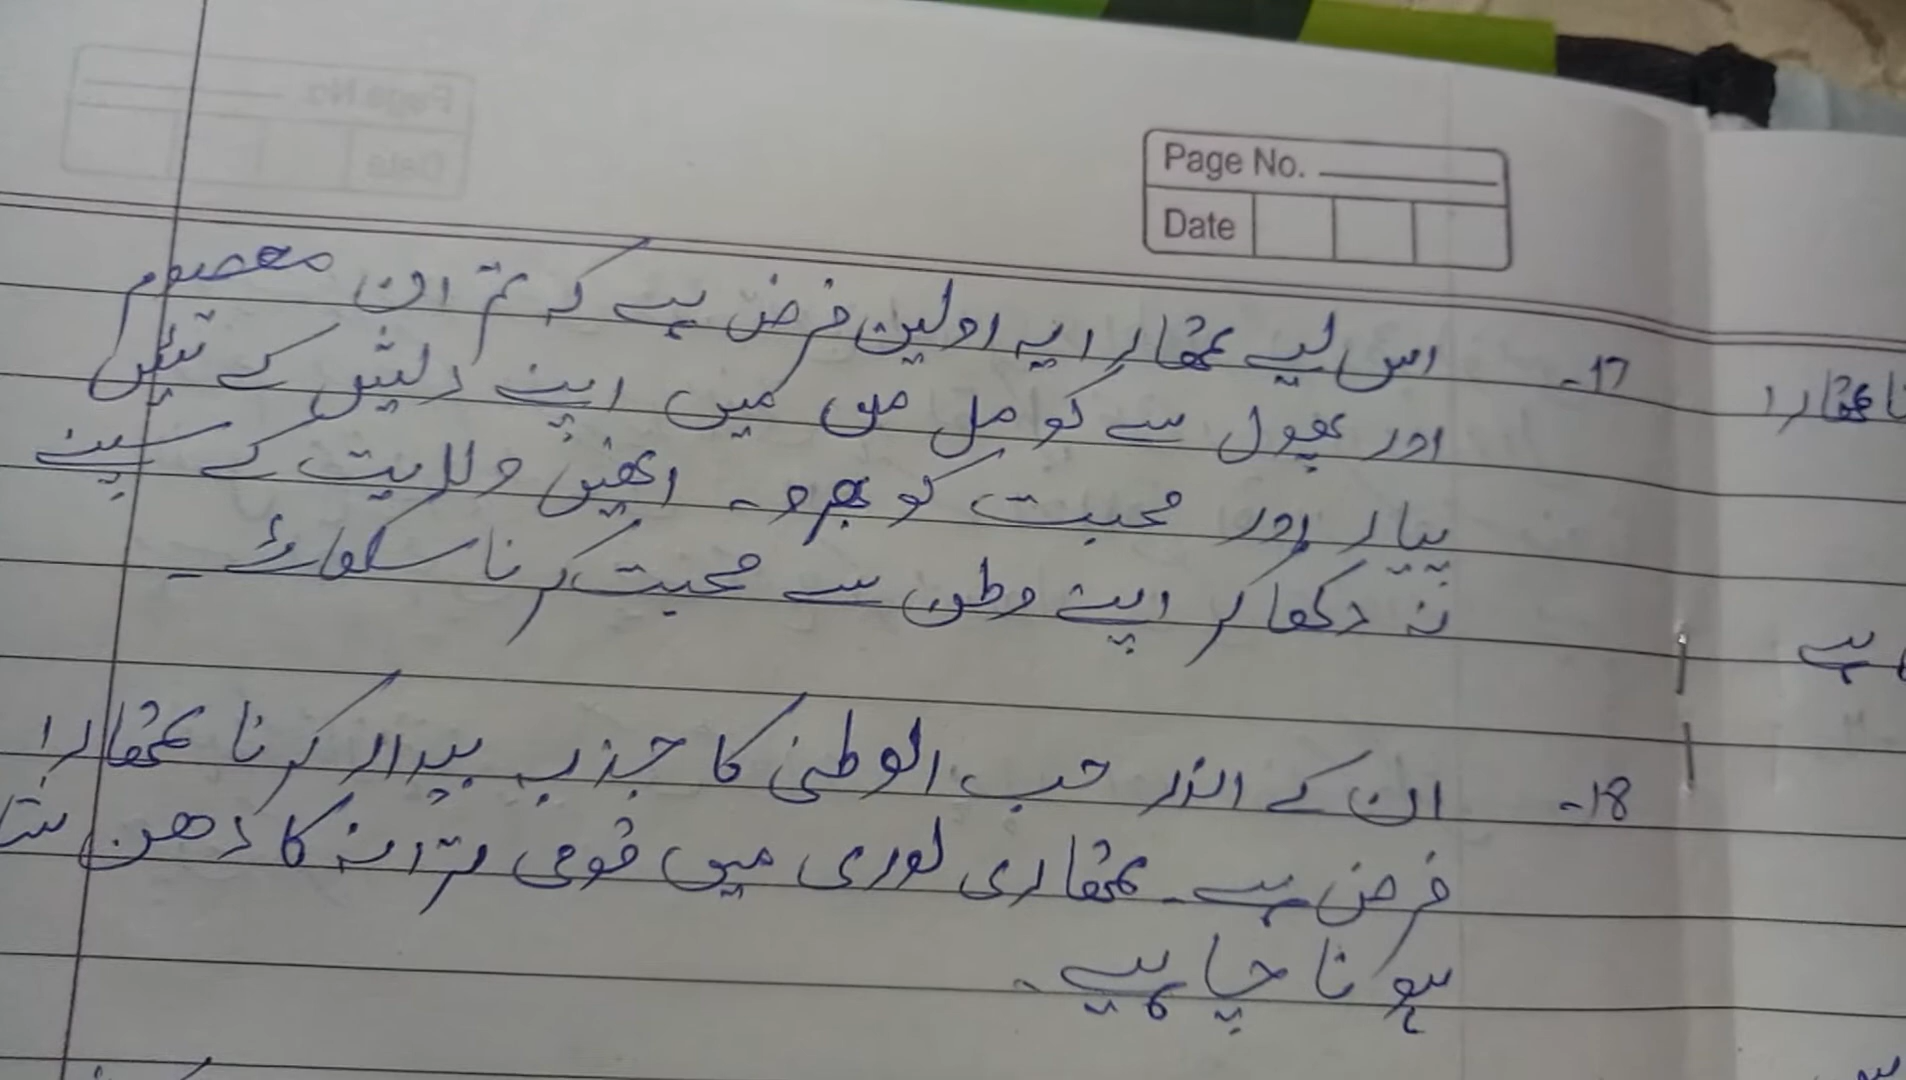 Page No.
Date
17- اس لیے تمھارا یہ اولین فرض ہے کہ تم ان معصوم
اور پھول سے کومل من میں اپنے دیش کے تئیں
پیار اور محبت کو بھرو۔ انھیں ولایت کے سپنے
نہ دکھا کر اپنے وطن سے محبت کرنا سکھاؤ۔
18- ان کے اندر حب الوطنی کا جذبہ بیدار کرنا تمھارا
فرض ہے۔ تمھاری لوری میں قومی ترانہ کا دھن
ہونا چاہیے۔
تمھارا
ہے